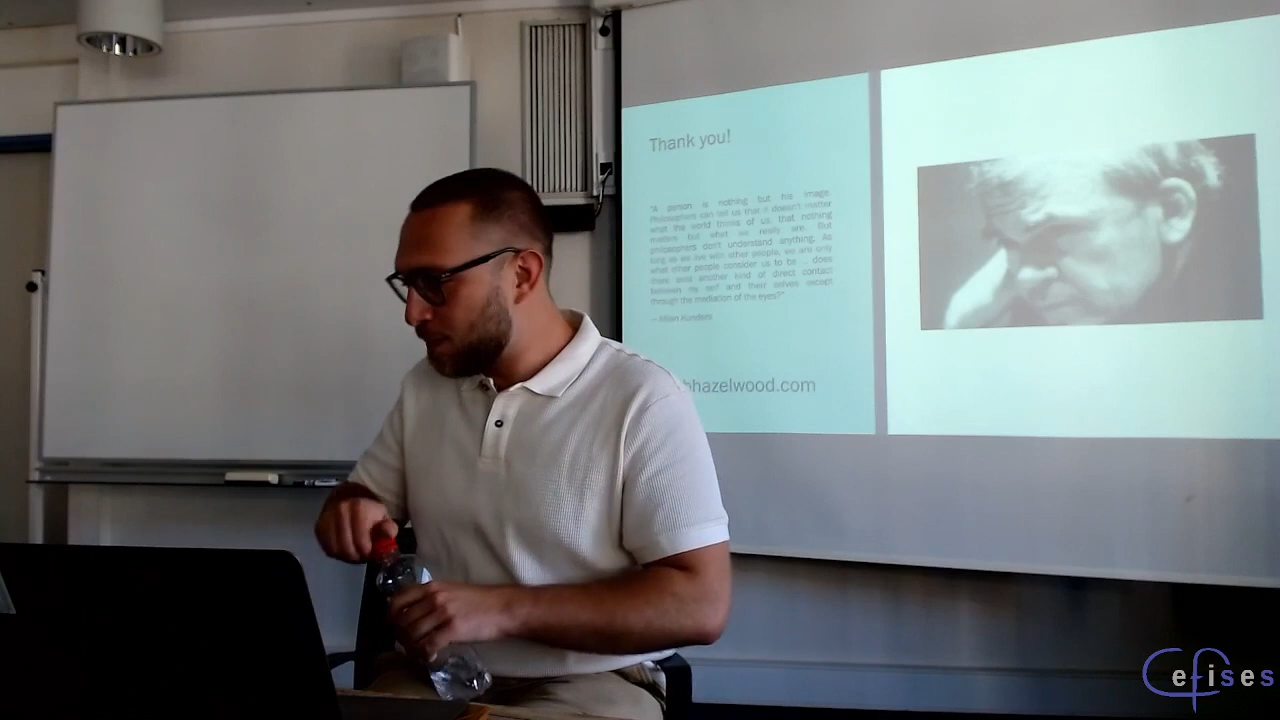 Thank you!
"A person is nothing but his image.
Philosophers can tell us that it doesn't matter
what the world thinks of us, that nothing
matters but what we really are. But
philosophers don't understand anything. As
long as we live with other people, we are only
what other people consider us to be ... does
there exist another kind of direct contact
between my self and their selves except
through the mediation of the eyes?"
— Milan Kundera
hazelwood.com
efises